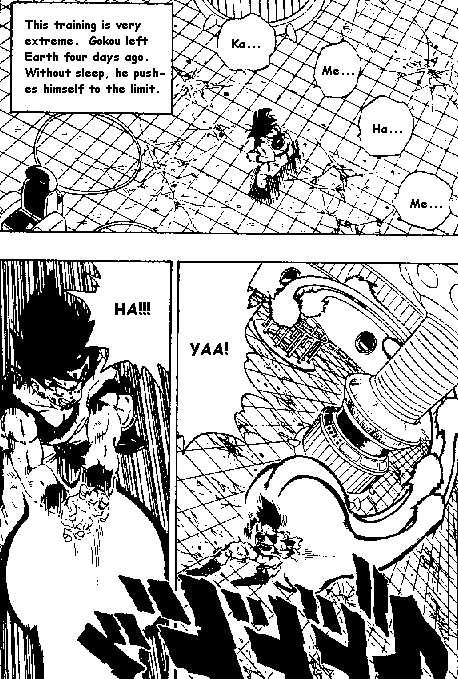 This training is very
extreme. Gokou left
Earth four days ago.
Without sleep, he push-
es himself to the limit.
Ka...
Me...
Ha...
Me...
HA!!!
YAA!